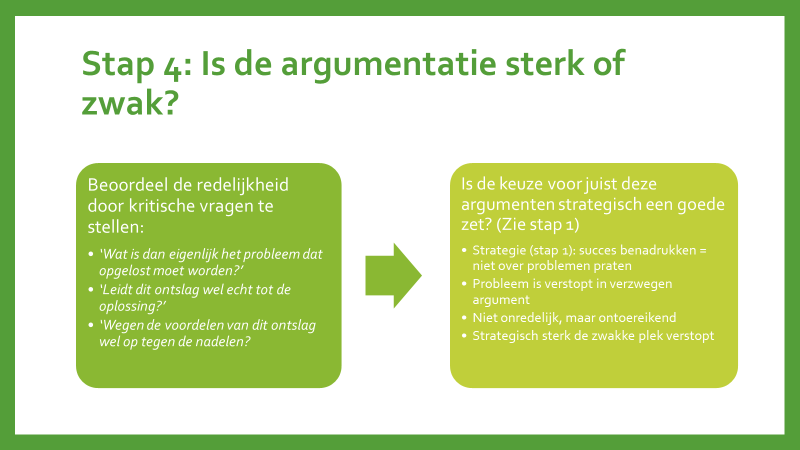 Stap 4: Is de argumentatie sterk of
zwak?
Beoordeel de redelijkheid
door kritische vragen te
stellen:
• ‘Wat is dan eigenlijk het probleem dat
opgelost moet worden?’
• ‘Leidt dit ontslag wel echt tot de
oplossing?’
• ‘Wegen de voordelen van dit ontslag
wel op tegen de nadelen?
Is de keuze voor juist deze
argumenten strategisch een goede
zet? (Zie stap 1)
• Strategie (stap 1): succes benadrukken =
niet over problemen praten
• Probleem is verstopt in verzwegen
argument
• Niet onredelijk, maar ontoereikend
• Strategisch sterk de zwakke plek verstopt